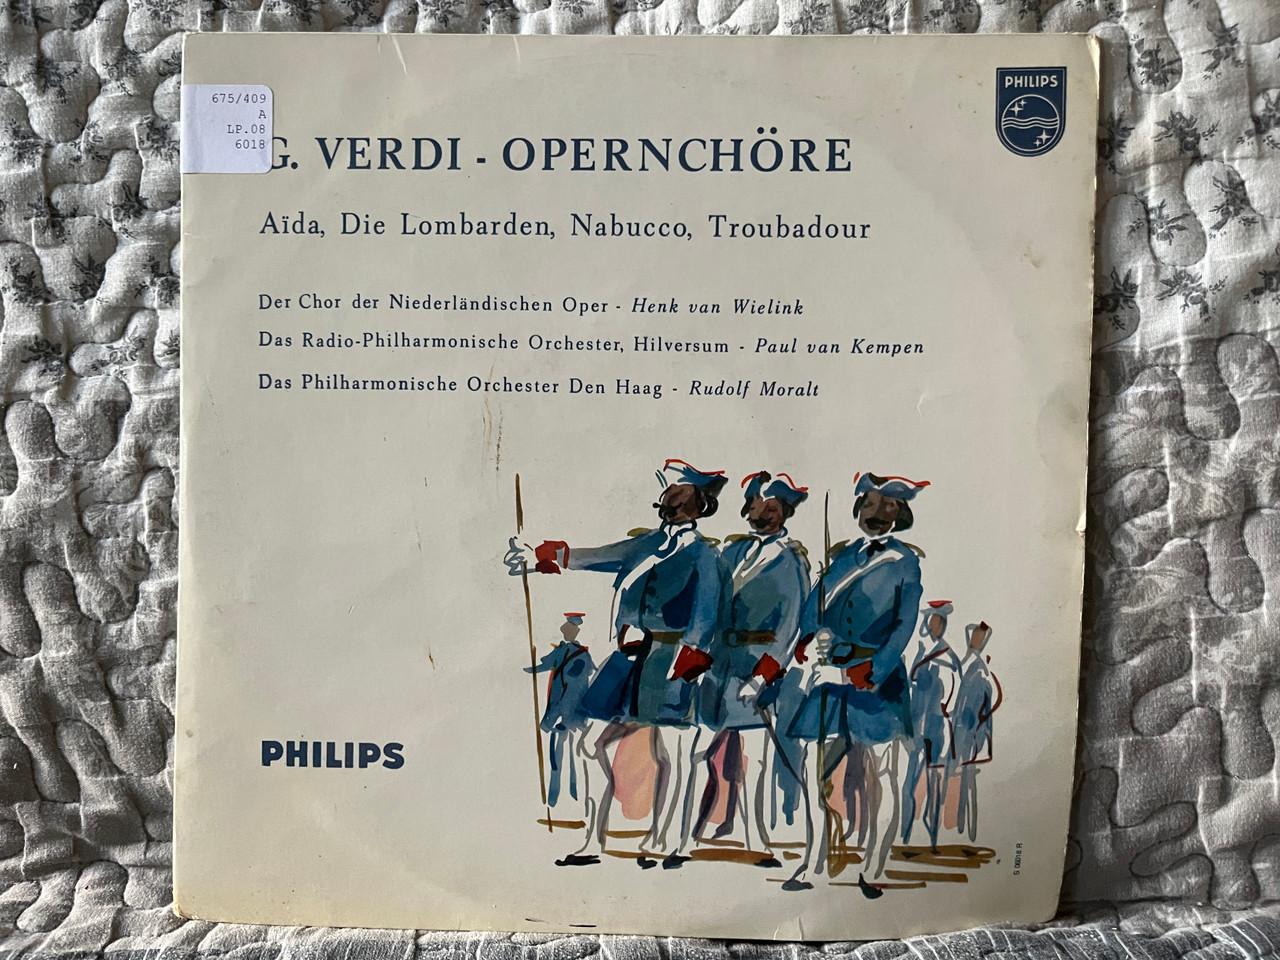 675/409
A
LP.08
6018
PHILIPS
G. VERDI - OPERNCHÖRE
Aïda, Die Lombarden, Nabucco, Troubadour
Der Chor der Niederländischen Oper - Henk van Wielink
Das Radio-Philharmonische Orchester, Hilversum - Paul van Kempen
Das Philharmonische Orchester Den Haag - Rudolf Moralt
PHILIPS